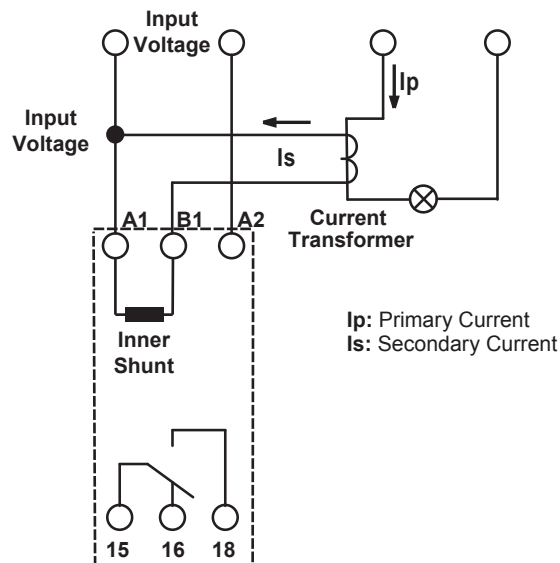 Input
Voltage
Ip
Input
Voltage
Is
A1 B1 A2
Current
Transformer
Inner
Shunt
Ip: Primary Current
Is: Secondary Current
15 16 18